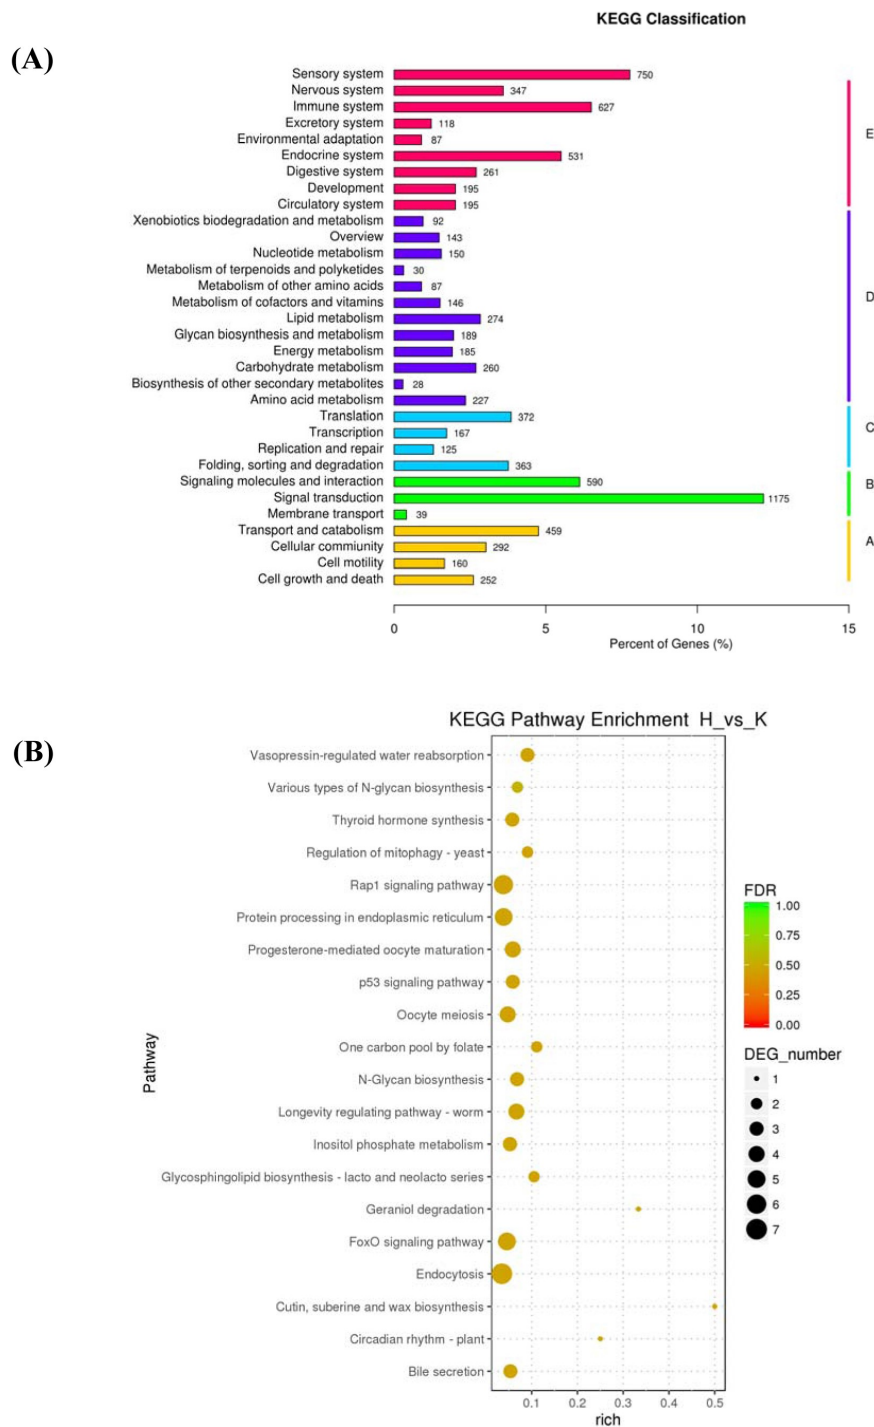 KEGG Classification
(A)
Sensory system 750
Nervous system 347
Immune system 627
Excretory system 118
Environmental adaptation 87
Endocrine system 531
Digestive system 261
Development 195
Circulatory system 195
E
Xenobiotics biodegradation and metabolism 92
Overview 143
Nucleotide metabolism 150
Metabolism of terpenoids and polyketides 30
Metabolism of other amino acids 87
Metabolism of cofactors and vitamins 146
Lipid metabolism 274
Glycan biosynthesis and metabolism 189
Energy metabolism 185
Carbohydrate metabolism 260
Biosynthesis of other secondary metabolites 28
Amino acid metabolism 227
D
Translation 372
Transcription 167
Replication and repair 125
Folding, sorting and degradation 363
C
Signaling molecules and interaction 590
Signal transduction 1175
Membrane transport 39
B
Transport and catabolism 459
Cellular commiunity 292
Cell motility 160
Cell growth and death 252
A
0 5 10 15
Percent of Genes (%)
KEGG Pathway Enrichment H_vs_K
(B)
Vasopressin-regulated water reabsorption
Various types of N-glycan biosynthesis
Thyroid hormone synthesis
Regulation of mitophagy - yeast
Rap1 signaling pathway
Protein processing in endoplasmic reticulum
Progesterone-mediated oocyte maturation
p53 signaling pathway
Oocyte meiosis
One carbon pool by folate
N-Glycan biosynthesis
Longevity regulating pathway - worm
Inositol phosphate metabolism
Glycosphingolipid biosynthesis - lacto and neolacto series
Geraniol degradation
FoxO signaling pathway
Endocytosis
Cutin, suberine and wax biosynthesis
Circadian rhythm - plant
Bile secretion
Pathway
0.1 0.2 0.3 0.4 0.5
rich
FDR
1.00
0.75
0.50
0.25
0.00
DEG_number
1
2
3
4
5
6
7